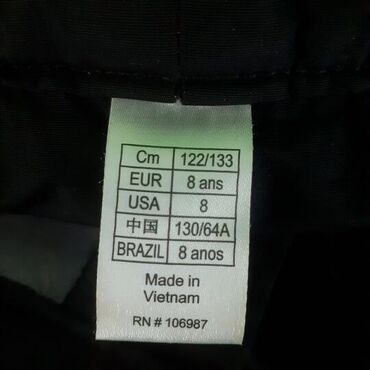 Cm 122/133
EUR 8 ans
USA 8
中国 130/64A
BRAZIL 8 anos
Made in
Vietnam
RN # 106987